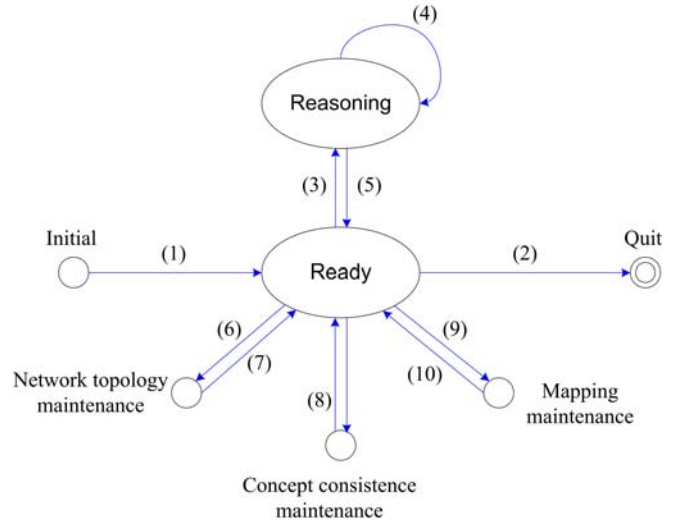 (4)
Reasoning
(3)
(5)
Initial
(1)
Ready
(2)
Quit
(6)
(7)
(9)
(10)
(8)
Network topology
maintenance
Mapping
maintenance
Concept consistence
maintenance